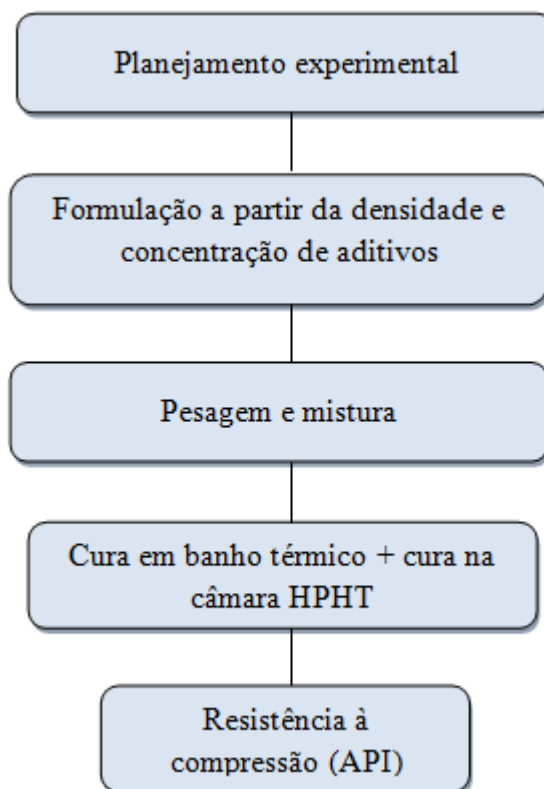 Planejamento experimental
Formulação a partir da densidade e
concentração de aditivos
Pesagem e mistura
Cura em banho térmico + cura na
câmara HPHT
Resistência à
compressão (API)